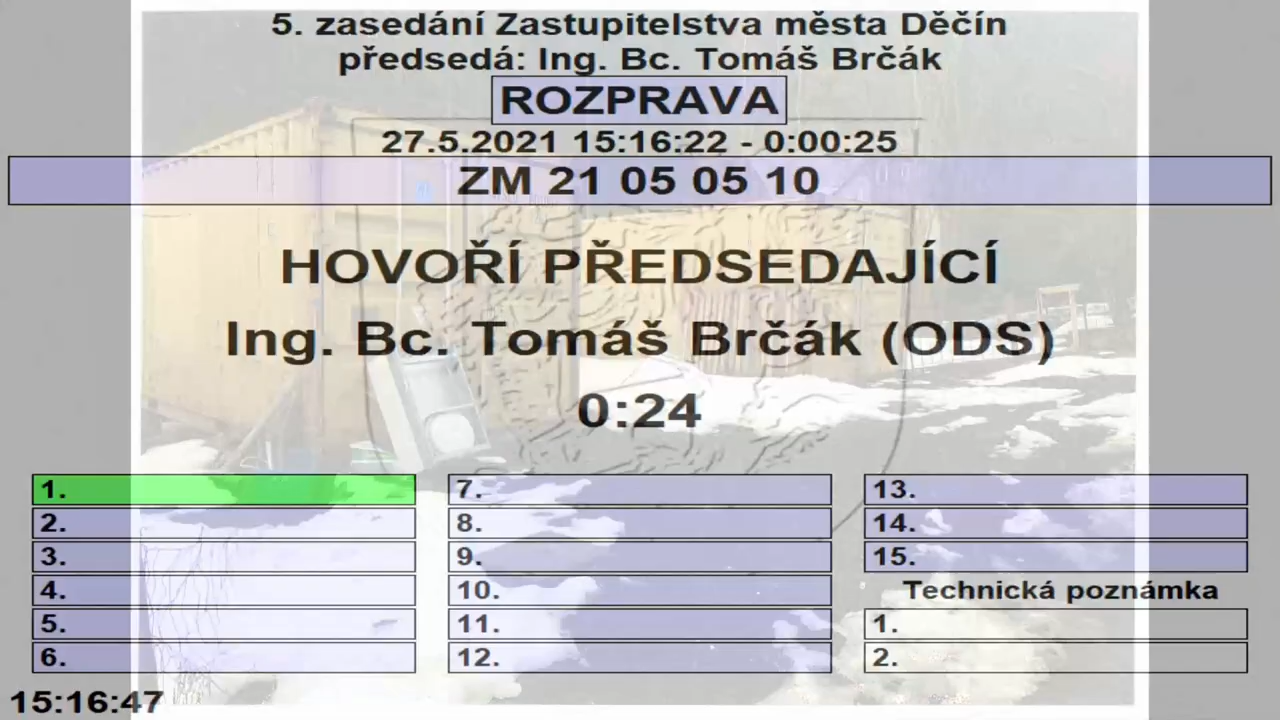 5. zasedání Zastupitelstva města Děčín
předsedá: Ing. Bc. Tomáš Brčák
ROZPRAVA
27.5.2021 15:16:22 - 0:00:25
ZM 21 05 05 10
HOVOŘÍ PŘEDSEDAJÍCÍ
Ing. Bc. Tomáš Brčák (ODS)
0:24
1.
2.
3.
4.
5.
6.
7.
8.
9.
10.
11.
12.
13.
14.
15.
Technická poznámka
1.
2.
15:16:47